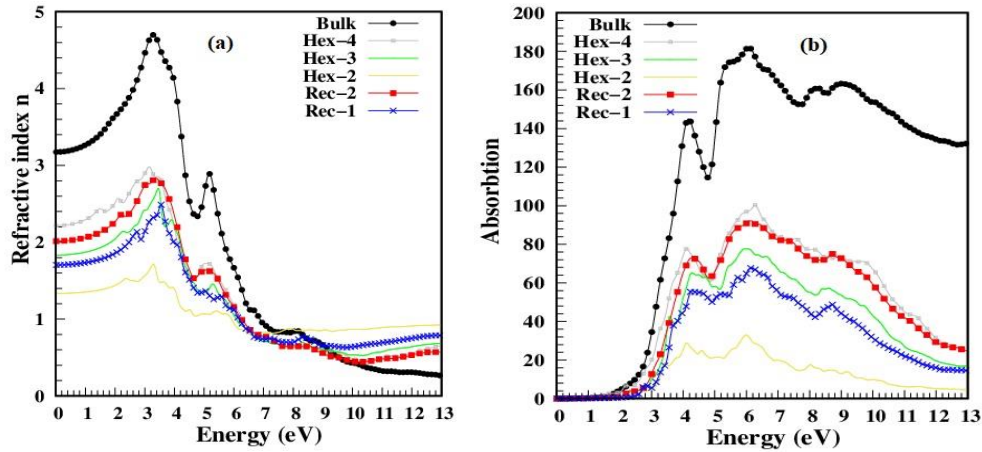 (a)
Bulk
Hex-4
Hex-3
Hex-2
Rec-2
Rec-1
Refractive index n
5
4
3
2
1
0
0 1 2 3 4 5 6 7 8 9 10 11 12 13
Energy (eV)
(b)
Bulk
Hex-4
Hex-3
Hex-2
Rec-2
Rec-1
Absorbtion
200
180
160
140
120
100
80
60
40
20
0
0 1 2 3 4 5 6 7 8 9 10 11 12 13
Energy (eV)